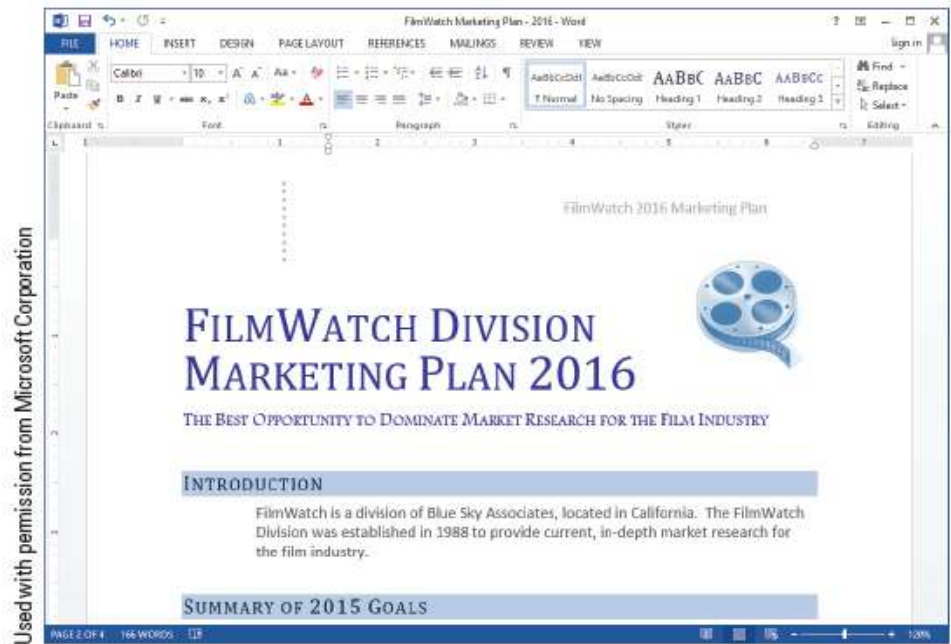 FilmWatch Marketing Plan - 2016 - Word
FILE HOME INSERT DESIGN PAGE LAYOUT REFERENCES MAILINGS REVIEW VIEW Sign in
Paste
Calibri 10
AaBbCcDdI AaBbCcDdI AABBC AABBC AABBCC
¶ Normal No Spacing Heading 1 Heading 2 Heading 3
Find
Replace
Select
Clipboard Font Paragraph Styles Editing
FilmWatch 2016 Marketing Plan
FILMWATCH DIVISION
MARKETING PLAN 2016
THE BEST OPPORTUNITY TO DOMINATE MARKET RESEARCH FOR THE FILM INDUSTRY
INTRODUCTION
FilmWatch is a division of Blue Sky Associates, located in California. The FilmWatch
Division was established in 1988 to provide current, in-depth market research for
the film industry.
SUMMARY OF 2015 GOALS
PAGE 2 OF 4 166 WORDS 120%
Used with permission from Microsoft Corporation